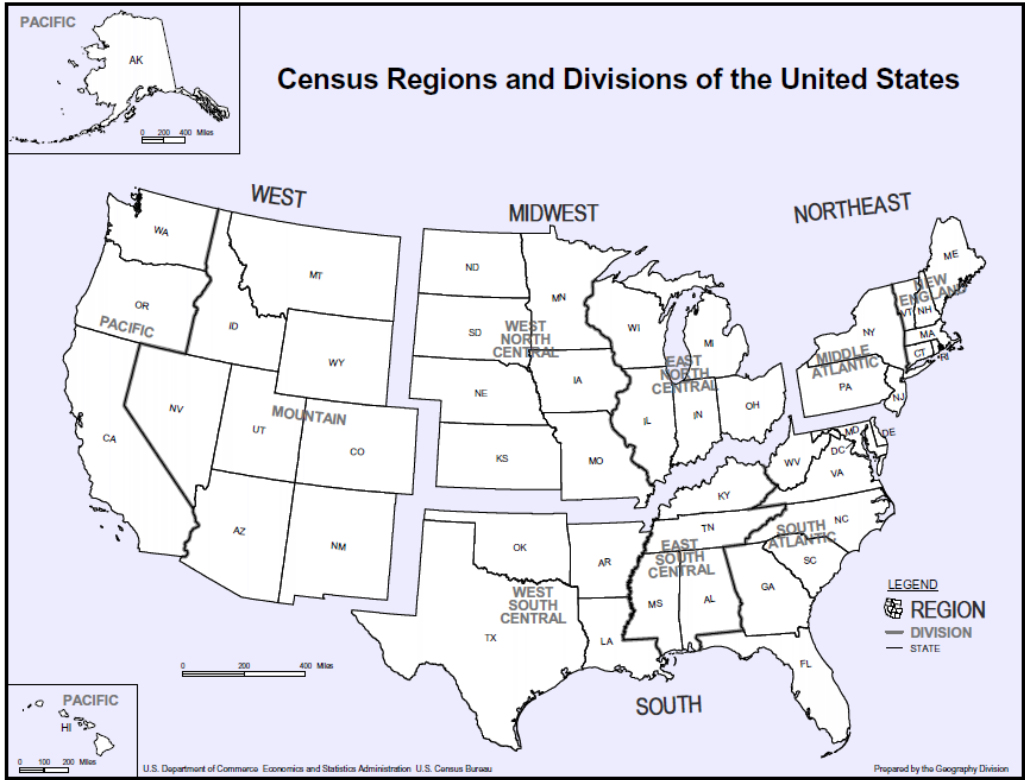 PACIFIC
AK
0 200 400 Miles
Census Regions and Divisions of the United States
WEST
MIDWEST
NORTHEAST
WA
MT
ND
MN
ME
OR
ID
SD
WI
MI
NY
VT
NH
NEW
ENGLAND
MA
CT
RI
PACIFIC
WY
WEST
NORTH
CENTRAL
EAST
NORTH
CENTRAL
MIDDLE
ATLANTIC
PA
NJ
NV
NE
IA
IL
IN
OH
MOUNTAIN
UT
CO
CA
KS
MO
WV
MD
DE
DC
VA
KY
AZ
NM
OK
AR
TN
NC
SOUTH
ATLANTIC
SC
EAST
SOUTH
CENTRAL
WEST
SOUTH
CENTRAL
TX
LA
MS
AL
GA
FL
LEGEND
REGION
DIVISION
STATE
0 200 400 Miles
SOUTH
PACIFIC
HI
0 100 200 Miles
U.S. Department of Commerce Economics and Statistics Administration U.S. Census Bureau
Prepared by the Geography Division